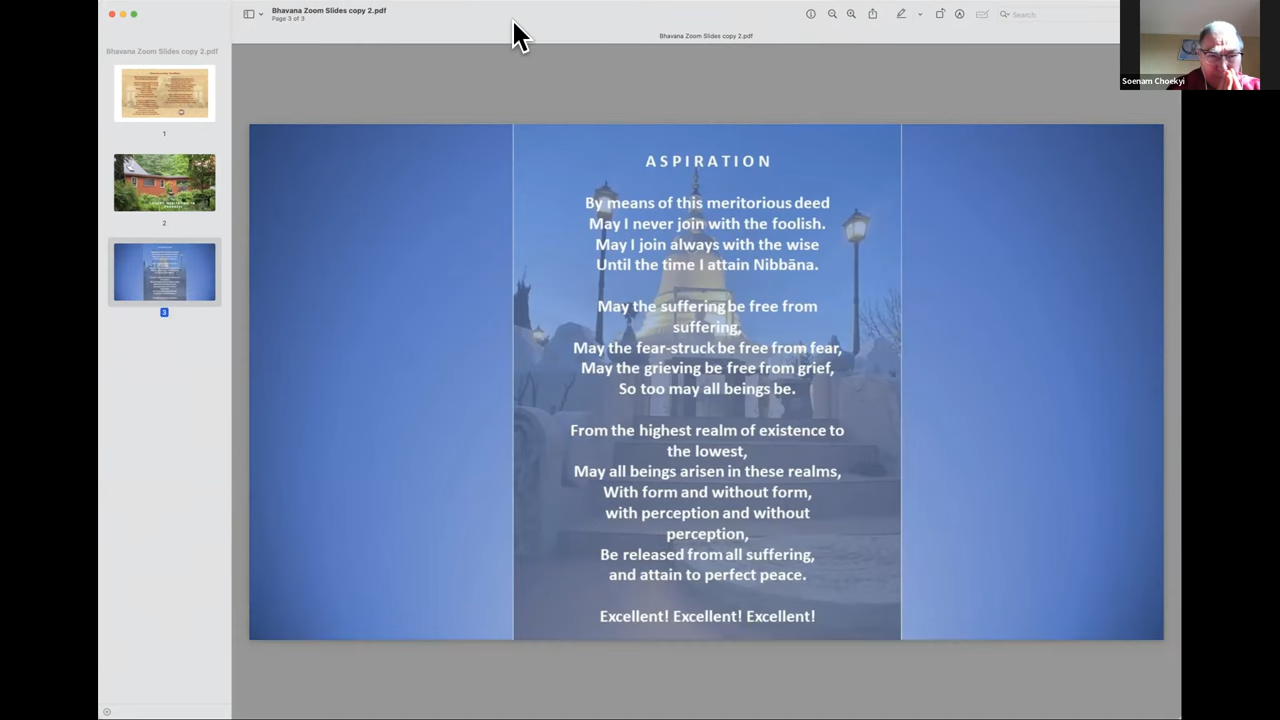 Bhavana Zoom Slides copy 2.pdf
Page 3 of 3
Search
Bhavana Zoom Slides copy 2.pdf
Soenam Choekyi
Bhavana Zoom Slides copy 2.pdf
1
2
3
ASPIRATION
By means of this meritorious deed
May I never join with the foolish.
May I join always with the wise
Until the time I attain Nibbāna.
May the suffering be free from
suffering,
May the fear-struck be free from fear,
May the grieving be free from grief,
So too may all beings be.
From the highest realm of existence to
the lowest,
May all beings arisen in these realms,
With form and without form,
with perception and without
perception,
Be released from all suffering,
and attain to perfect peace.
Excellent! Excellent! Excellent!